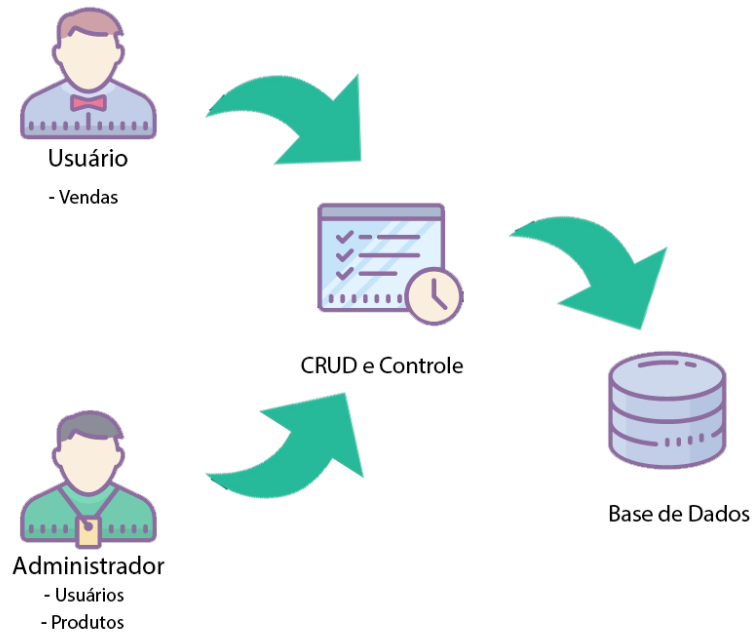 Usuário
- Vendas
CRUD e Controle
Base de Dados
Administrador
- Usuários
- Produtos